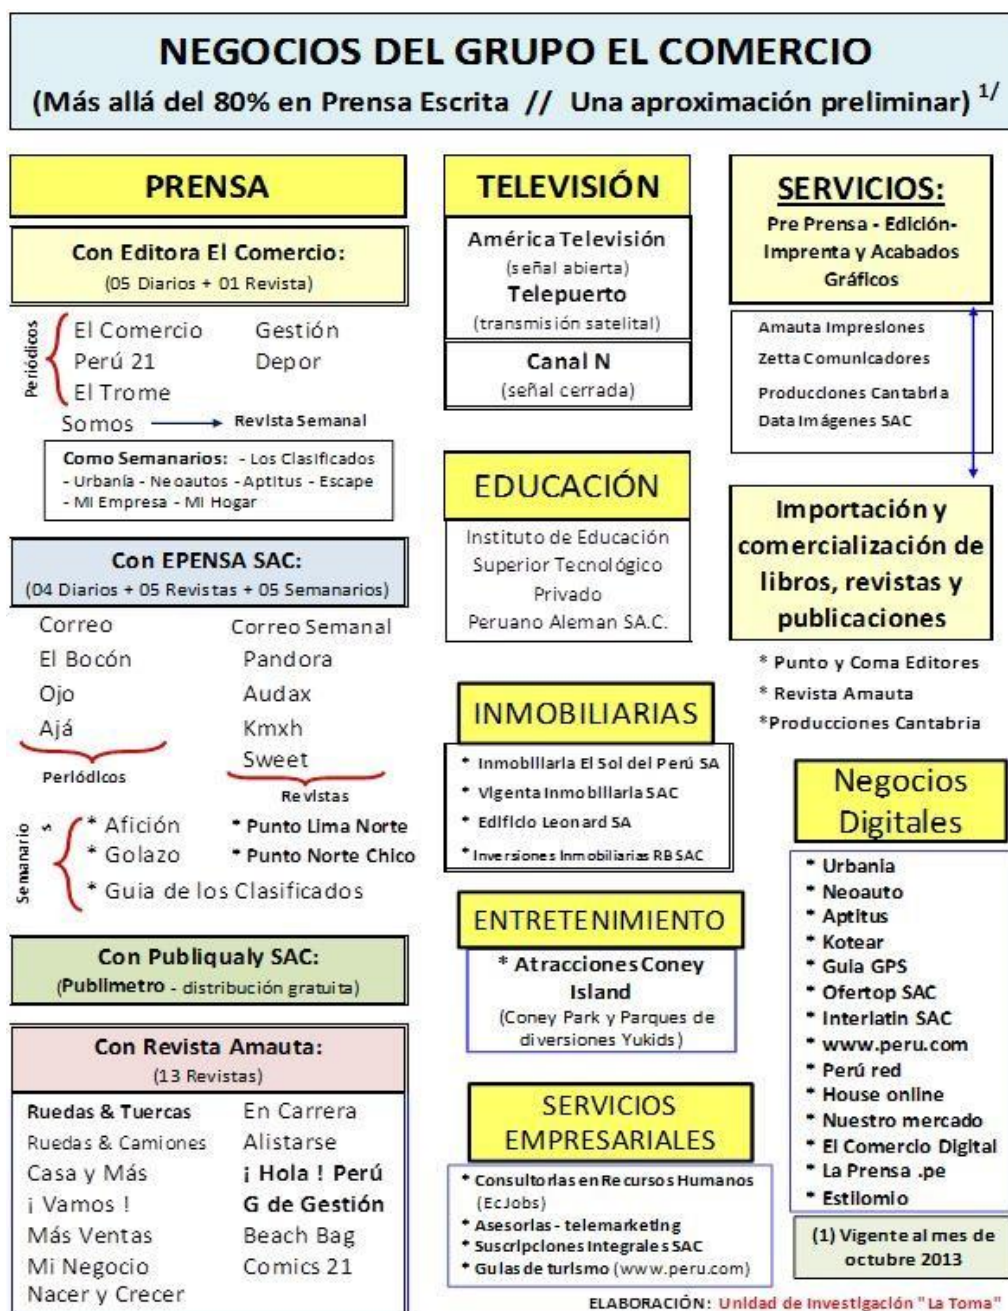 NEGOCIOS DEL GRUPO EL COMERCIO
(Más allá del 80% en Prensa Escrita // Una aproximación preliminar) 1/
PRENSA
Con Editora El Comercio:
(05 Diarios + 01 Revista)
Periódicos
El Comercio
Gestión
Perú 21
Depor
El Trome
Somos
Revista Semanal
Como Semanarios: - Los Clasificados
- Urbanía - Neoautos - Aptitus - Escape
- Mi Empresa - Mi Hogar
Con EPENSA SAC:
(04 Diarios + 05 Revistas + 05 Semanarios)
Correo
El Bocón
Ojo
Ajá
Periódicos
Correo Semanal
Pandora
Audax
Kmxh
Sweet
Revistas
Semanario
s
* Afición
* Punto Lima Norte
* Golazo
* Punto Norte Chico
* Guia de los Clasificados
Con Publiqualy SAC:
(Publimetro - distribución gratuita)
Con Revista Amauta:
(13 Revistas)
Ruedas & Tuercas
En Carrera
Ruedas & Camiones
Alistarse
Casa y Más
¡ Hola ! Perú
¡ Vamos !
G de Gestión
Más Ventas
Beach Bag
Mi Negocio
Comics 21
Nacer y Crecer
TELEVISIÓN
América Televisión
(señal abierta)
Telepuerto
(transmisión satelital)
Canal N
(señal cerrada)
EDUCACIÓN
Instituto de Educación
Superior Tecnológico
Privado
Peruano Aleman SA.C.
INMOBILIARIAS
* Inmobiliaria El Sol del Perú SA
* Vigenta Inmobiliaria SAC
* Edificio Leonard SA
* Inversiones Inmobiliarias RB SAC
ENTRETENIMIENTO
* Atracciones Coney
Island
(Coney Park y Parques de
diversiones Yukids)
SERVICIOS
EMPRESARIALES
* Consultorías en Recursos Humanos
(EcJobs)
* Asesorías - telemarketing
* Suscripciones Integrales SAC
* Guías de turismo (www.peru.com)
SERVICIOS:
Pre Prensa - Edición-
Imprenta y Acabados
Gráficos
Amauta Impresiones
Zetta Comunicadores
Producciones Cantabria
Data Imágenes SAC
Importación y
comercialización de
libros, revistas y
publicaciones
* Punto y Coma Editores
* Revista Amauta
*Producciones Cantabria
Negocios
Digitales
* Urbania
* Neoauto
* Aptitus
* Kotear
* Guia GPS
* Ofertop SAC
* Interlatin SAC
* www.peru.com
* Perú red
* House online
* Nuestro mercado
* El Comercio Digital
* La Prensa .pe
* Estilomio
(1) Vigente al mes de
octubre 2013
ELABORACIÓN: Unidad de Investigación "La Toma"